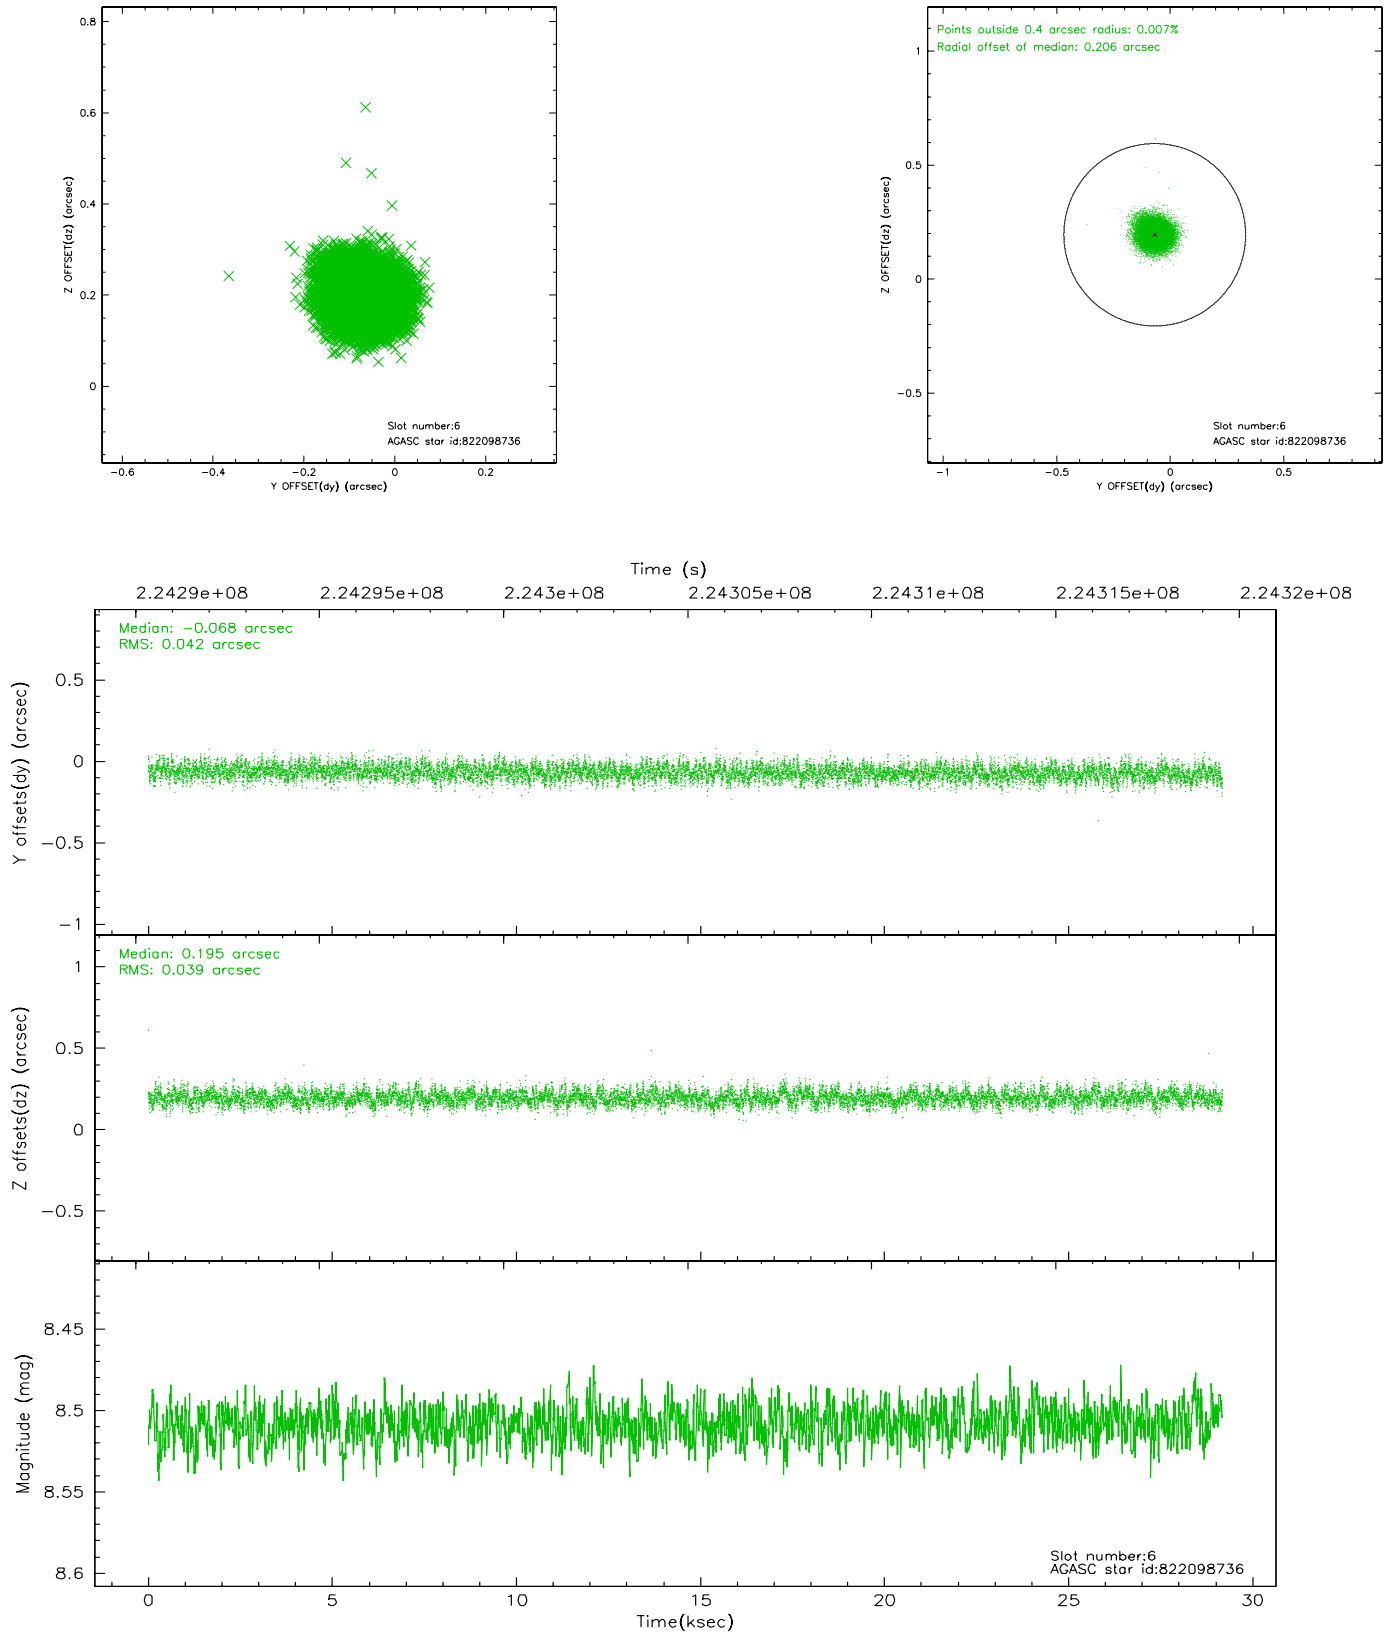 0.8
0.6
0.4
0.2
0
Z OFFSET(dz) (arcsec)
−0.6
−0.4
−0.2
0
0.2
Y OFFSET(dy) (arcsec)
Slot number:6
AGASC star id:822098736
Points outside 0.4 arcsec radius: 0.007%
Radial offset of median: 0.206 arcsec
1
0.5
0
−0.5
Z OFFSET(dz) (arcsec)
−1
−0.5
0
0.5
Y OFFSET(dy) (arcsec)
Slot number:6
AGASC star id:822098736
Time (s)
2.2429e+08
2.24295e+08
2.243e+08
2.24305e+08
2.2431e+08
2.24315e+08
2.2432e+08
Median: −0.068 arcsec
RMS: 0.042 arcsec
0.5
0
−0.5
−1
Y offsets(dy) (arcsec)
Median: 0.195 arcsec
RMS: 0.039 arcsec
1
0.5
0
−0.5
Z offsets(dz) (arcsec)
8.45
8.5
8.55
8.6
Magnitude (mag)
Slot number:6
AGASC star id:822098736
0
5
10
15
20
25
30
Time(ksec)